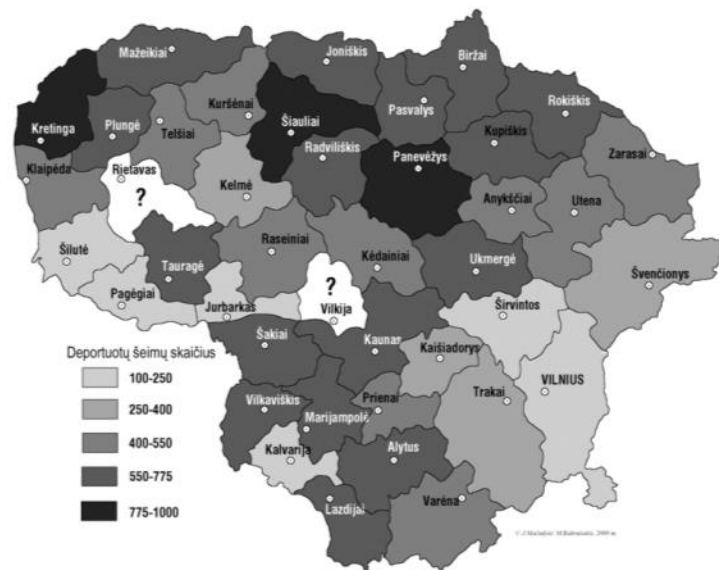 Mažeikiai
Joniškis
Biržai
Kuršėnai
Pasvalys
Rokiškis
Kretinga
Plungė
Telšiai
Šiauliai
Radviliškis
Kupiškis
Panevėžys
Zarasai
Klaipėda
Rietavas
?
Kelmė
Anykščiai
Utena
Šilutė
Tauragė
Raseiniai
Kėdainiai
Ukmergė
Švenčionys
Pagėgiai
Jurbarkas
?
Vilkija
Širvintos
Šakiai
Kaunas
Kaišiadorys
Deportuotų šeimų skaičius
100-250
250-400
400-550
550-775
775-1000
Vilkaviškis
Marijampolė
Prienai
Trakai
VILNIUS
Kalvarija
Alytus
Lazdijai
Varėna